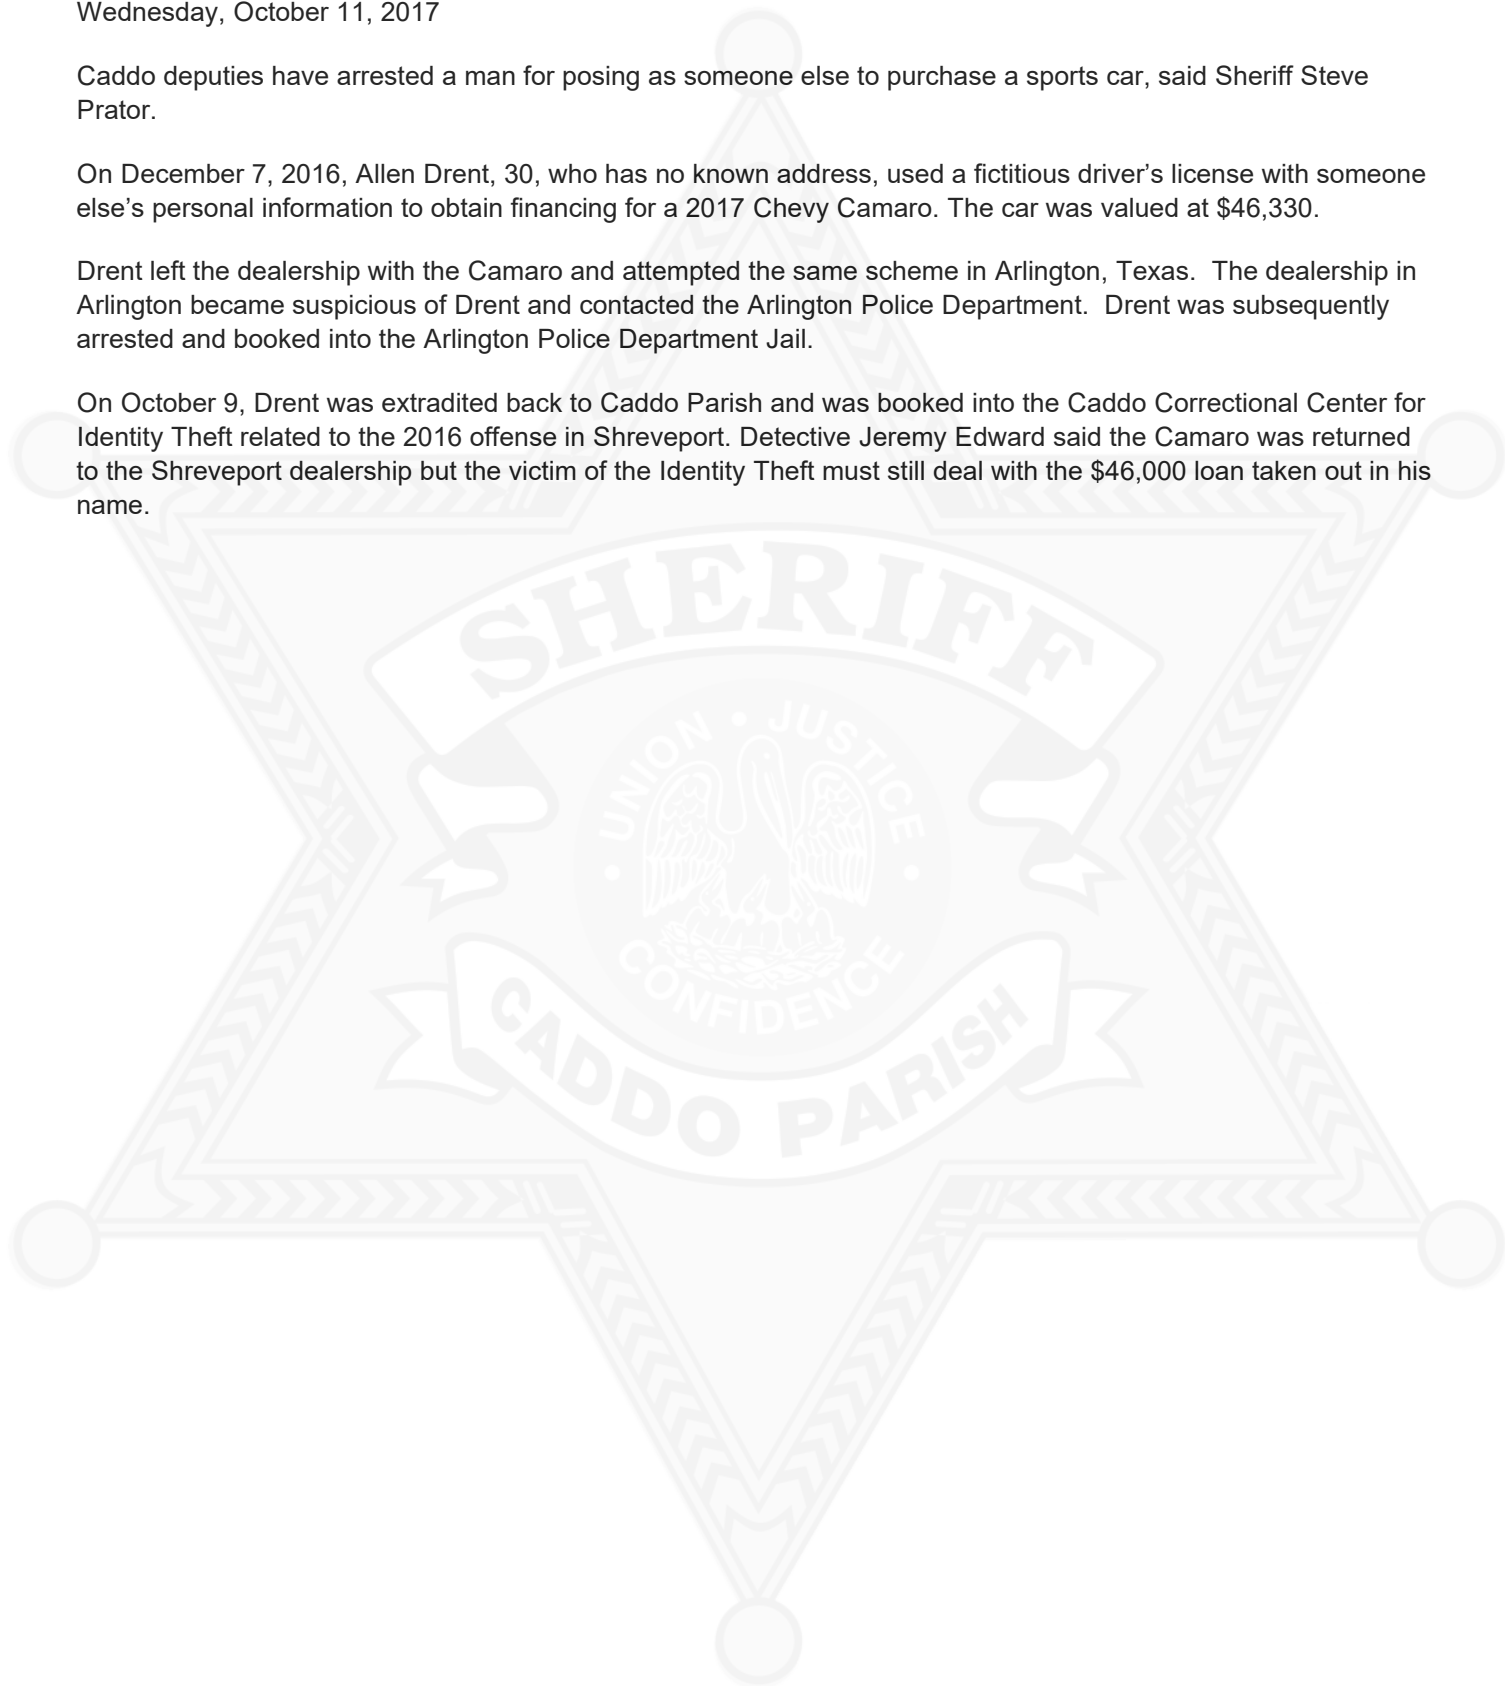 Wednesday, October 11, 2017
Caddo deputies have arrested a man for posing as someone else to purchase a sports car, said Sheriff Steve
Prator.
On December 7, 2016, Allen Drent, 30, who has no known address, used a fictitious driver’s license with someone
else’s personal information to obtain financing for a 2017 Chevy Camaro. The car was valued at $46,330.
Drent left the dealership with the Camaro and attempted the same scheme in Arlington, Texas.  The dealership in
Arlington became suspicious of Drent and contacted the Arlington Police Department.  Drent was subsequently
arrested and booked into the Arlington Police Department Jail.
On October 9, Drent was extradited back to Caddo Parish and was booked into the Caddo Correctional Center for
Identity Theft related to the 2016 offense in Shreveport. Detective Jeremy Edward said the Camaro was returned
to the Shreveport dealership but the victim of the Identity Theft must still deal with the $46,000 loan taken out in his
name.
SHERIFF
UNION • JUSTICE
• CONFIDENCE •
CADDO PARISH